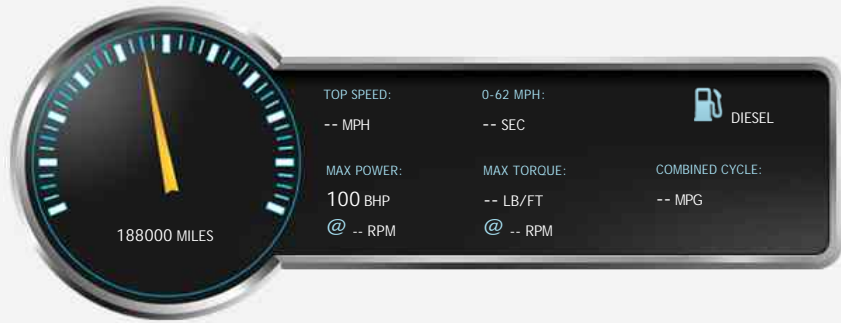 188000 MILES
TOP SPEED:
-- MPH
0-62 MPH:
-- SEC
DIESEL
MAX POWER:
100 BHP
@ -- RPM
MAX TORQUE:
-- LB/FT
@ -- RPM
COMBINED CYCLE:
-- MPG